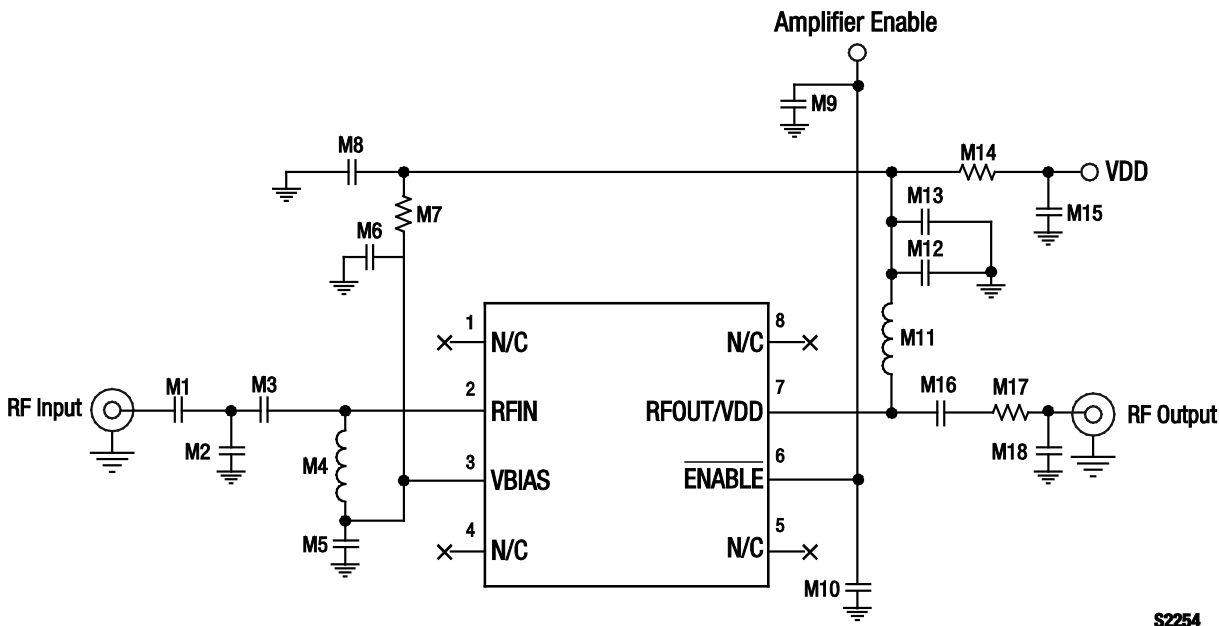 Amplifier Enable
M9
M8
M14
VDD
M7
M13
M15
M6
M12
1
N/C
8
N/C
M11
RF Input
M1
M3
2
RFIN
7
RFOUT/VDD
M16
M17
RF Output
M2
M4
3
VBIAS
6
ENABLE
M18
M5
4
N/C
5
N/C
M10
S2254